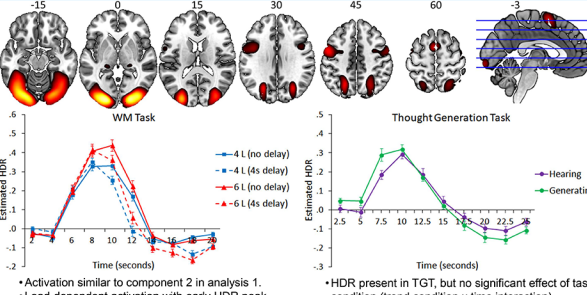 -15 0 15 30 45 60 -3
WM Task
Thought Generation Task
.6
.5
.4
.3
.2
.1
.0
-.1
-.2
Estimated HDR
2 4 6 8 10 12 14 16 18 20
Time (seconds)
4 L (no delay)
4 L (4s delay)
6 L (no delay)
6 L (4s delay)
.5
.4
.3
.2
.1
.0
-.1
-.2
-.3
Estimated HDR
2.5 5 7.5 10 12.5 15 17.5 20 22.5 25
Time (seconds)
Hearing
Generatin
• Activation similar to component 2 in analysis 1.
• HDR present in TGT, but no significant effect of ta